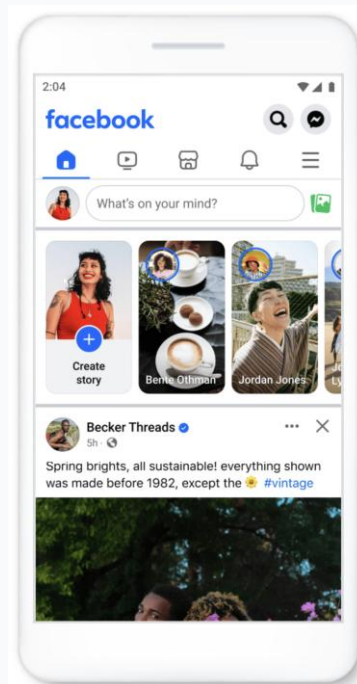 2:04
facebook
What's on your mind?
Create
story
Bente Othman
Jordan Jones
Becker Threads
5h
Spring brights, all sustainable! everything shown
was made before 1982, except the 🌼 #vintage